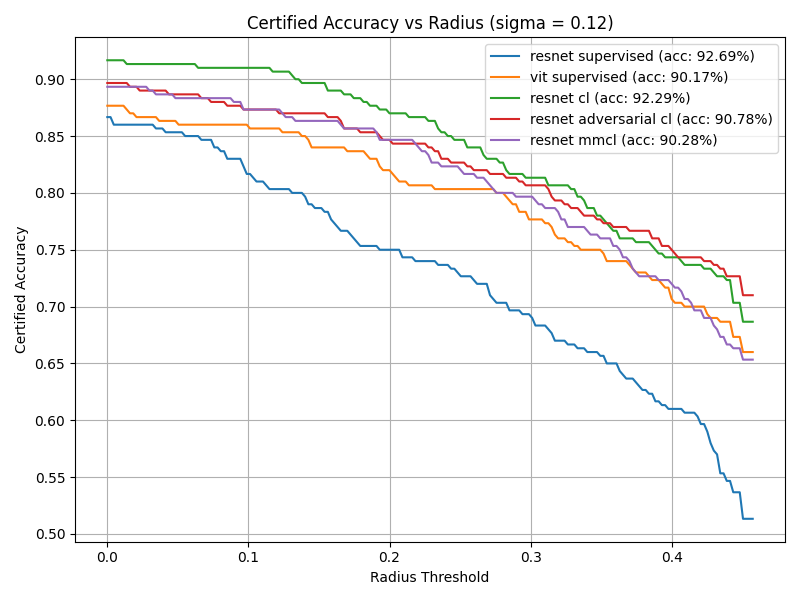 Certified Accuracy vs Radius (sigma = 0.12)
resnet supervised (acc: 92.69%)
vit supervised (acc: 90.17%)
resnet cl (acc: 92.29%)
resnet adversarial cl (acc: 90.78%)
resnet mmcl (acc: 90.28%)
Certified Accuracy
0.90
0.85
0.80
0.75
0.70
0.65
0.60
0.55
0.50
0.0 0.1 0.2 0.3 0.4
Radius Threshold